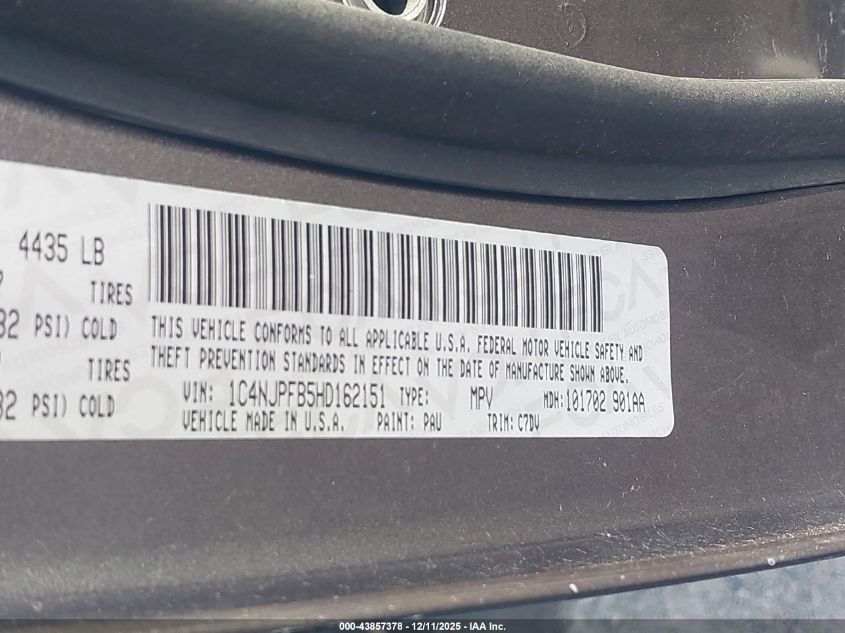 4435 LB
TIRES
32 PSI) COLD
TIRES
32 PSI) COLD
THIS VEHICLE CONFORMS TO ALL APPLICABLE U.S.A. FEDERAL MOTOR VEHICLE SAFETY AND
THEFT PREVENTION STANDARDS IN EFFECT ON THE DATE OF MANUFACTURE SHOWN ABOVE.
VIN: 1C4NJPFB5HD162151 TYPE: MPV MDH:101702 901AA
VEHICLE MADE IN U.S.A. PAINT: PAU TRIM: C7DV
000-43857378 - 12/11/2025 - IAA Inc.